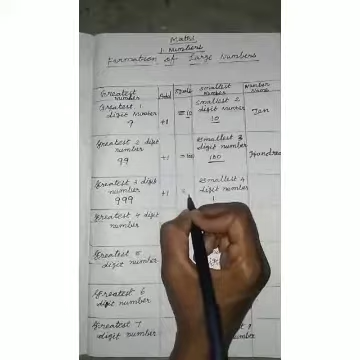 Maths
1. Numbers
Formation of Large Numbers
Greatest Number Add Smallest Number Number Name
Greatest 1 digit number 9 +1 =10 Smallest 2 digit number 10 Ten
Greatest 2 digit number 99 +1 =100 Smallest 3 digit number 100 Hundred
Greatest 3 digit number 999 +1 = Smallest 4 digit number 1
Greatest 4 digit number
Greatest 5 digit number
Greatest 6 digit number
Greatest 7 digit number